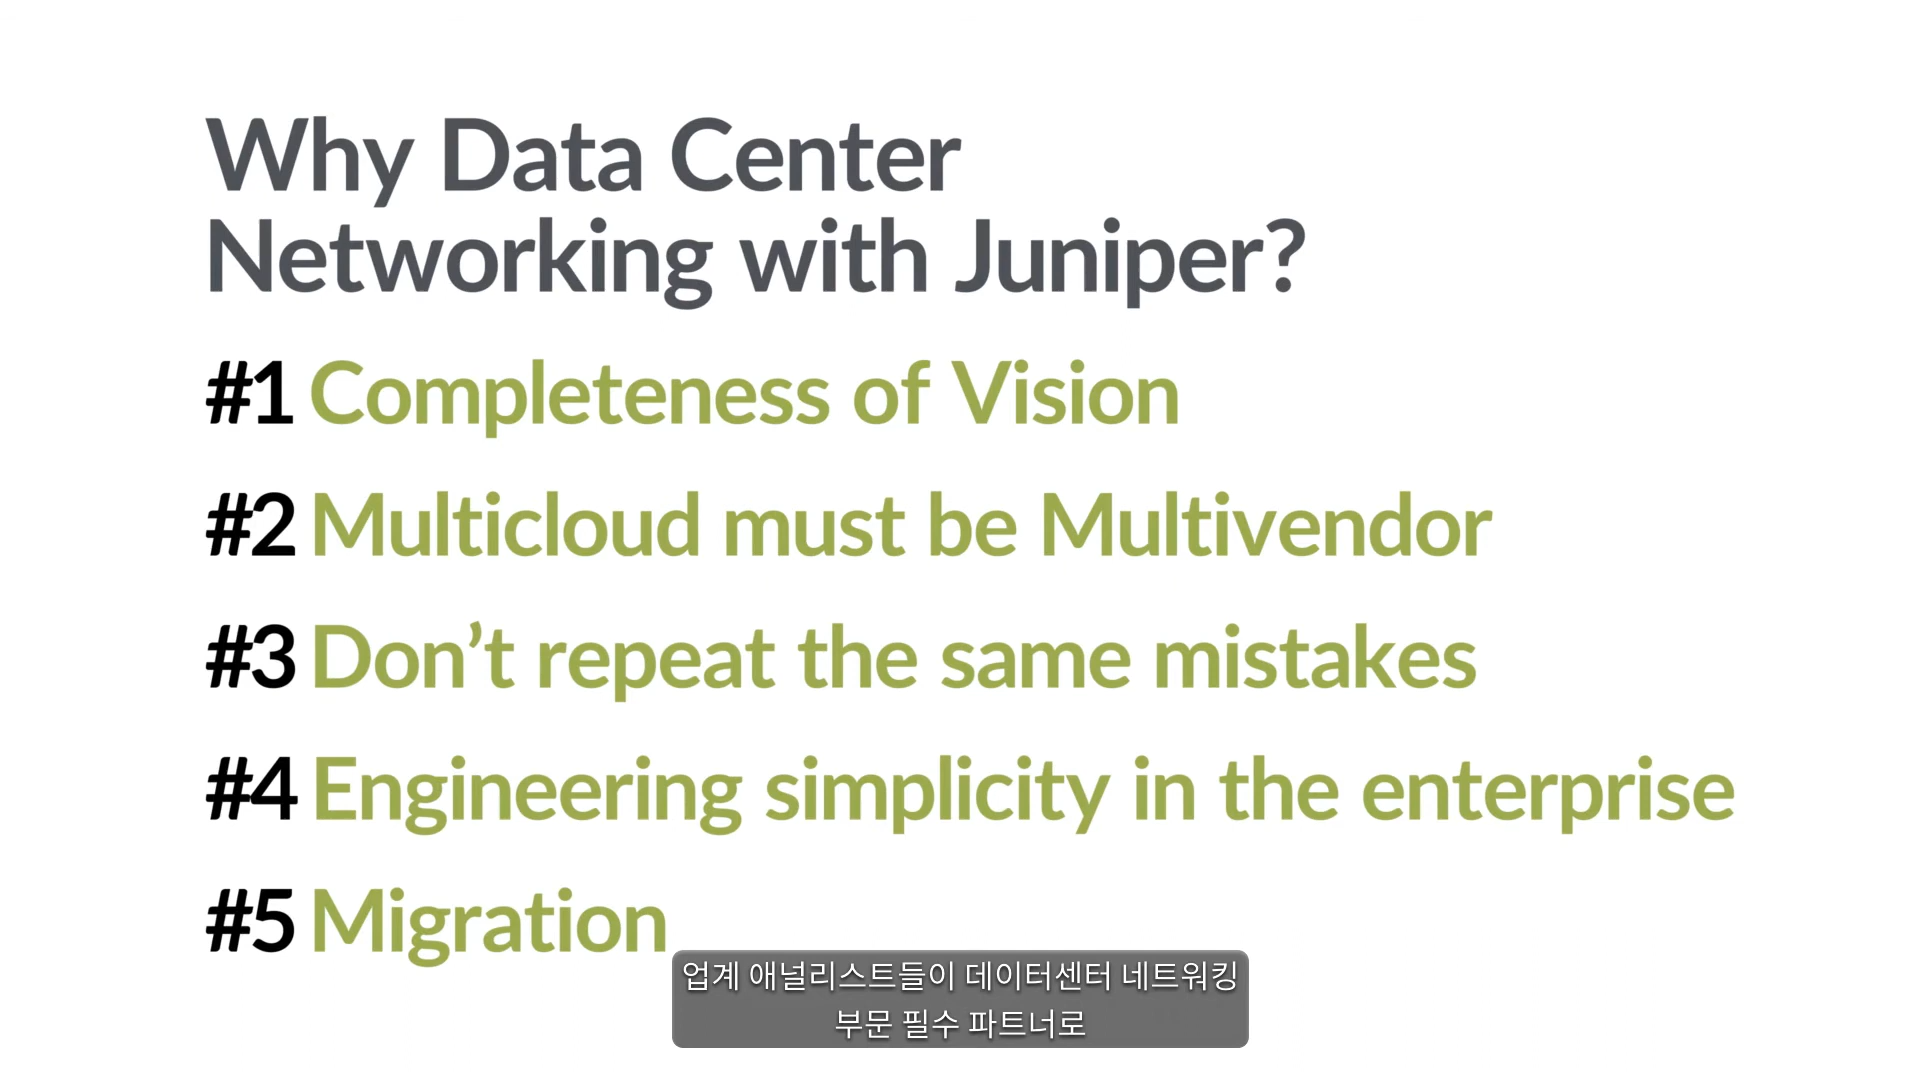 Why Data Center
Networking with Juniper?
#1 Completeness of Vision
#2 Multicloud must be Multivendor
#3 Don’t repeat the same mistakes
#4 Engineering simplicity in the enterprise
#5 Migration
업계 애널리스트들이 데이터센터 네트워킹
부문 필수 파트너로